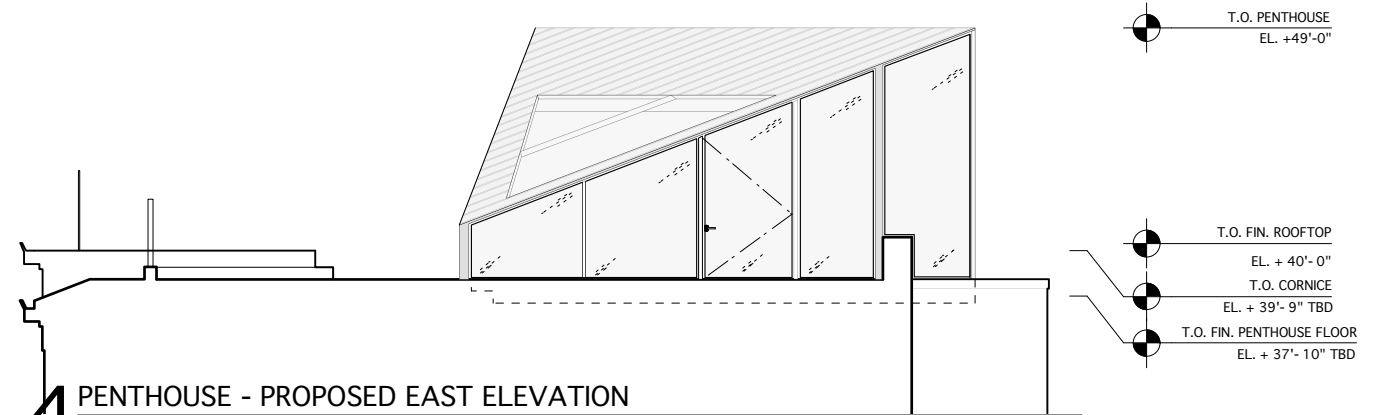 T.O. PENTHOUSE
EL. +49'-0"
T.O. FIN. ROOFTOP
EL. + 40'- 0"
T.O. CORNICE
EL. + 39'- 9" TBD
T.O. FIN. PENTHOUSE FLOOR
EL. + 37'- 10" TBD
4 PENTHOUSE - PROPOSED EAST ELEVATION